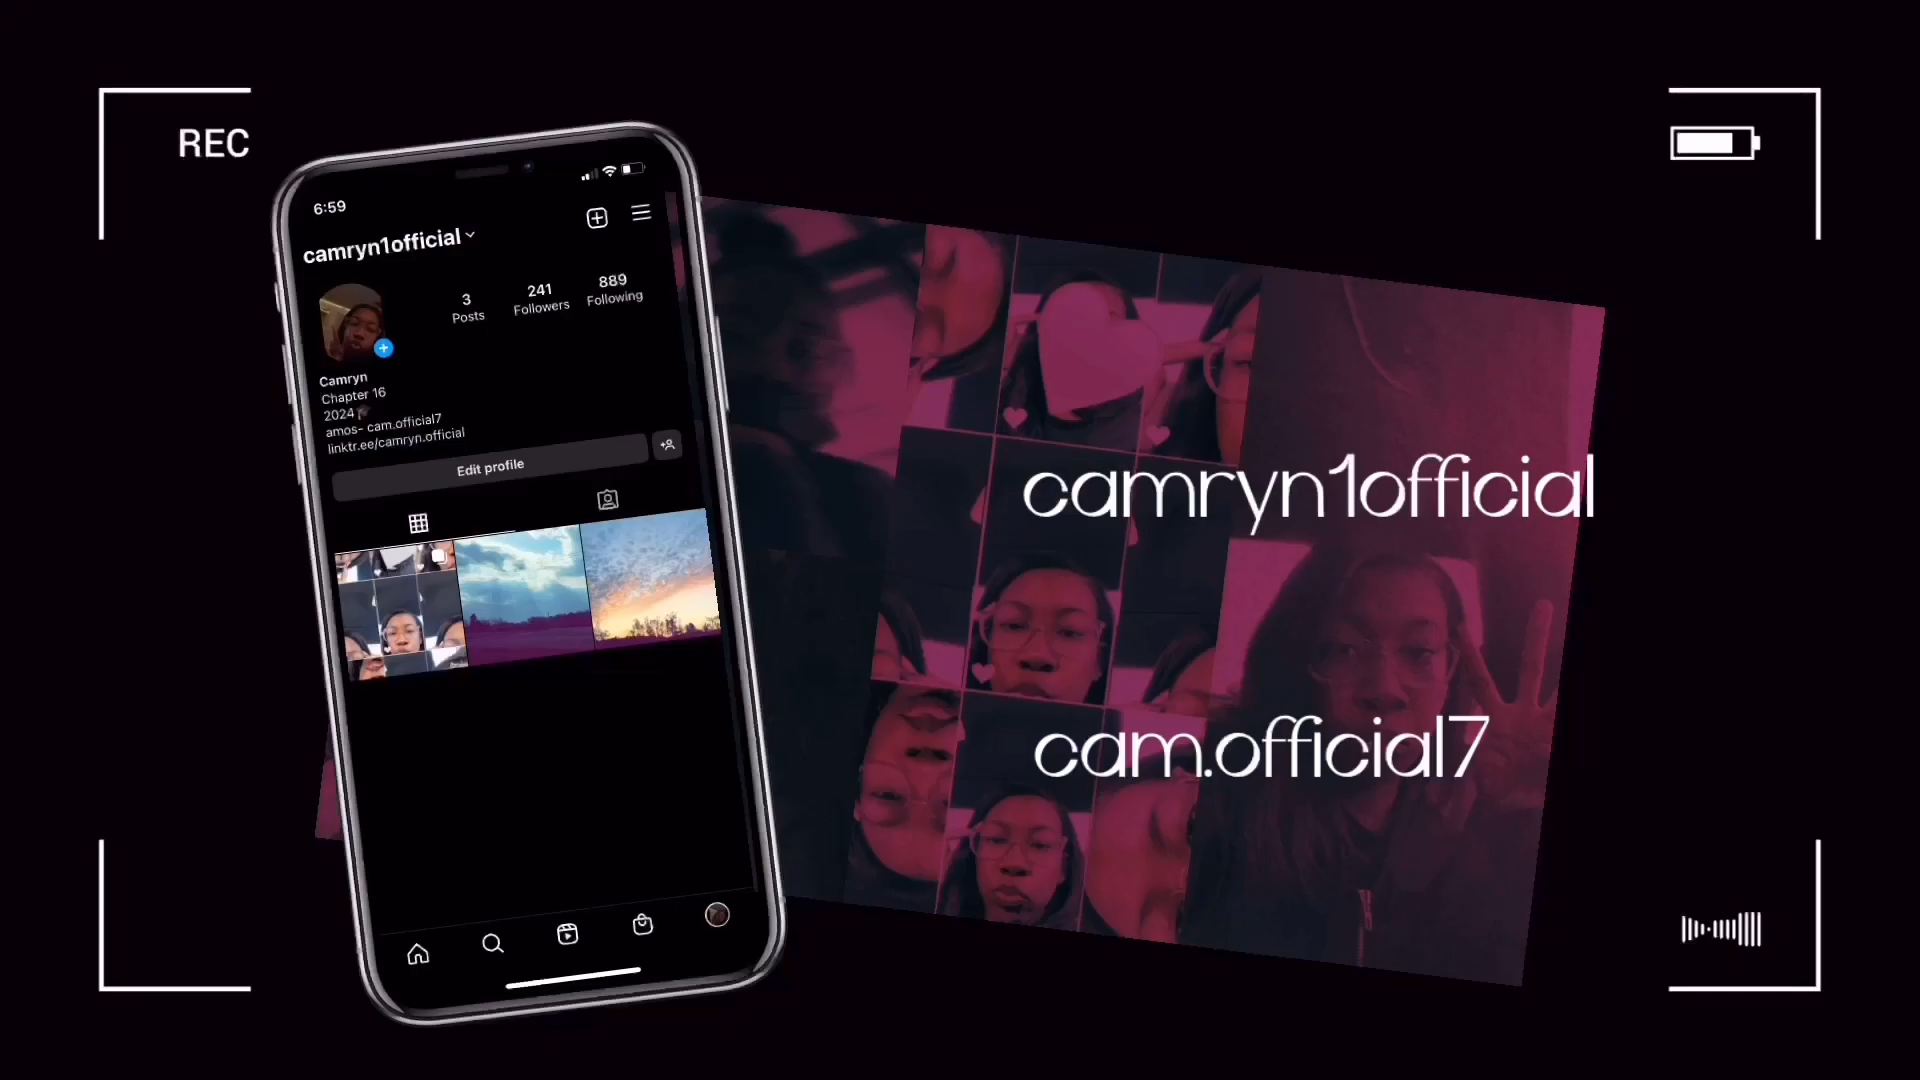 REC
6:59
camryn1official
3
Posts
241
Followers
889
Following
Camryn
Chapter 16
2024
amos- cam.official7
linktr.ee/camryn.official
Edit profile
camryn1official
cam.official7